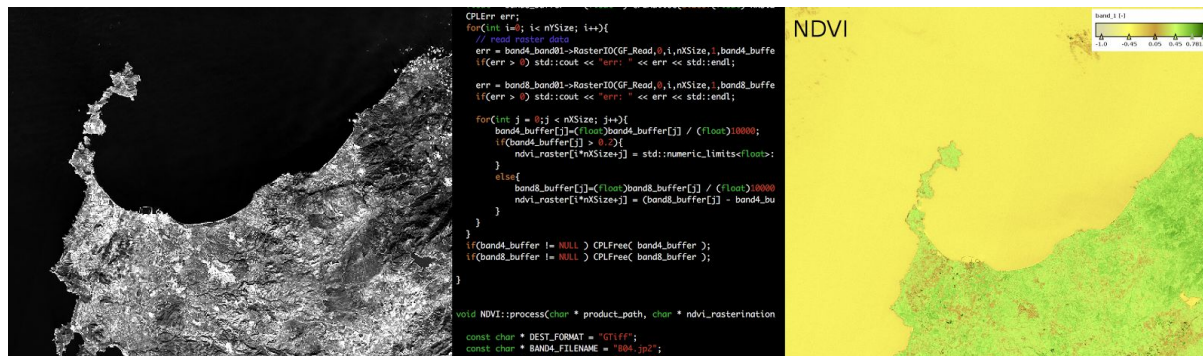 CPLErr err;
for(int i=0; i< nYSize; i++){
// read raster data
err = band4_band01->RasterIO(GF_Read,0,i,nXSize,1,band4_buffe
if(err > 0) std::cout << "err: " << err << std::endl;
err = band8_band01->RasterIO(GF_Read,0,i,nXSize,1,band8_buffe
if(err > 0) std::cout << "err: " << err << std::endl;
for(int j = 0;j < nXSize; j++){
band4_buffer[j]=(float)band4_buffer[j] / (float)10000;
if(band4_buffer[j] > 0.2){
ndvi_raster[i*nXSize+j] = std::numeric_limits<float>:
}
else{
band8_buffer[j]=(float)band8_buffer[j] / (float)10000
ndvi_raster[i*nXSize+j] = (band8_buffer[j] - band4_bu
}
}
}
if(band4_buffer != NULL ) CPLFree( band4_buffer );
if(band8_buffer != NULL ) CPLFree( band8_buffer );
}
void NDVI::process(char * product_path, char * ndvi_rasterination
const char * DEST_FORMAT = "GTiff";
const char * BAND4_FILENAME = "B04.jp2";
NDVI
band_1 [-]
-1.0 -0.45 0.05 0.45 0.781